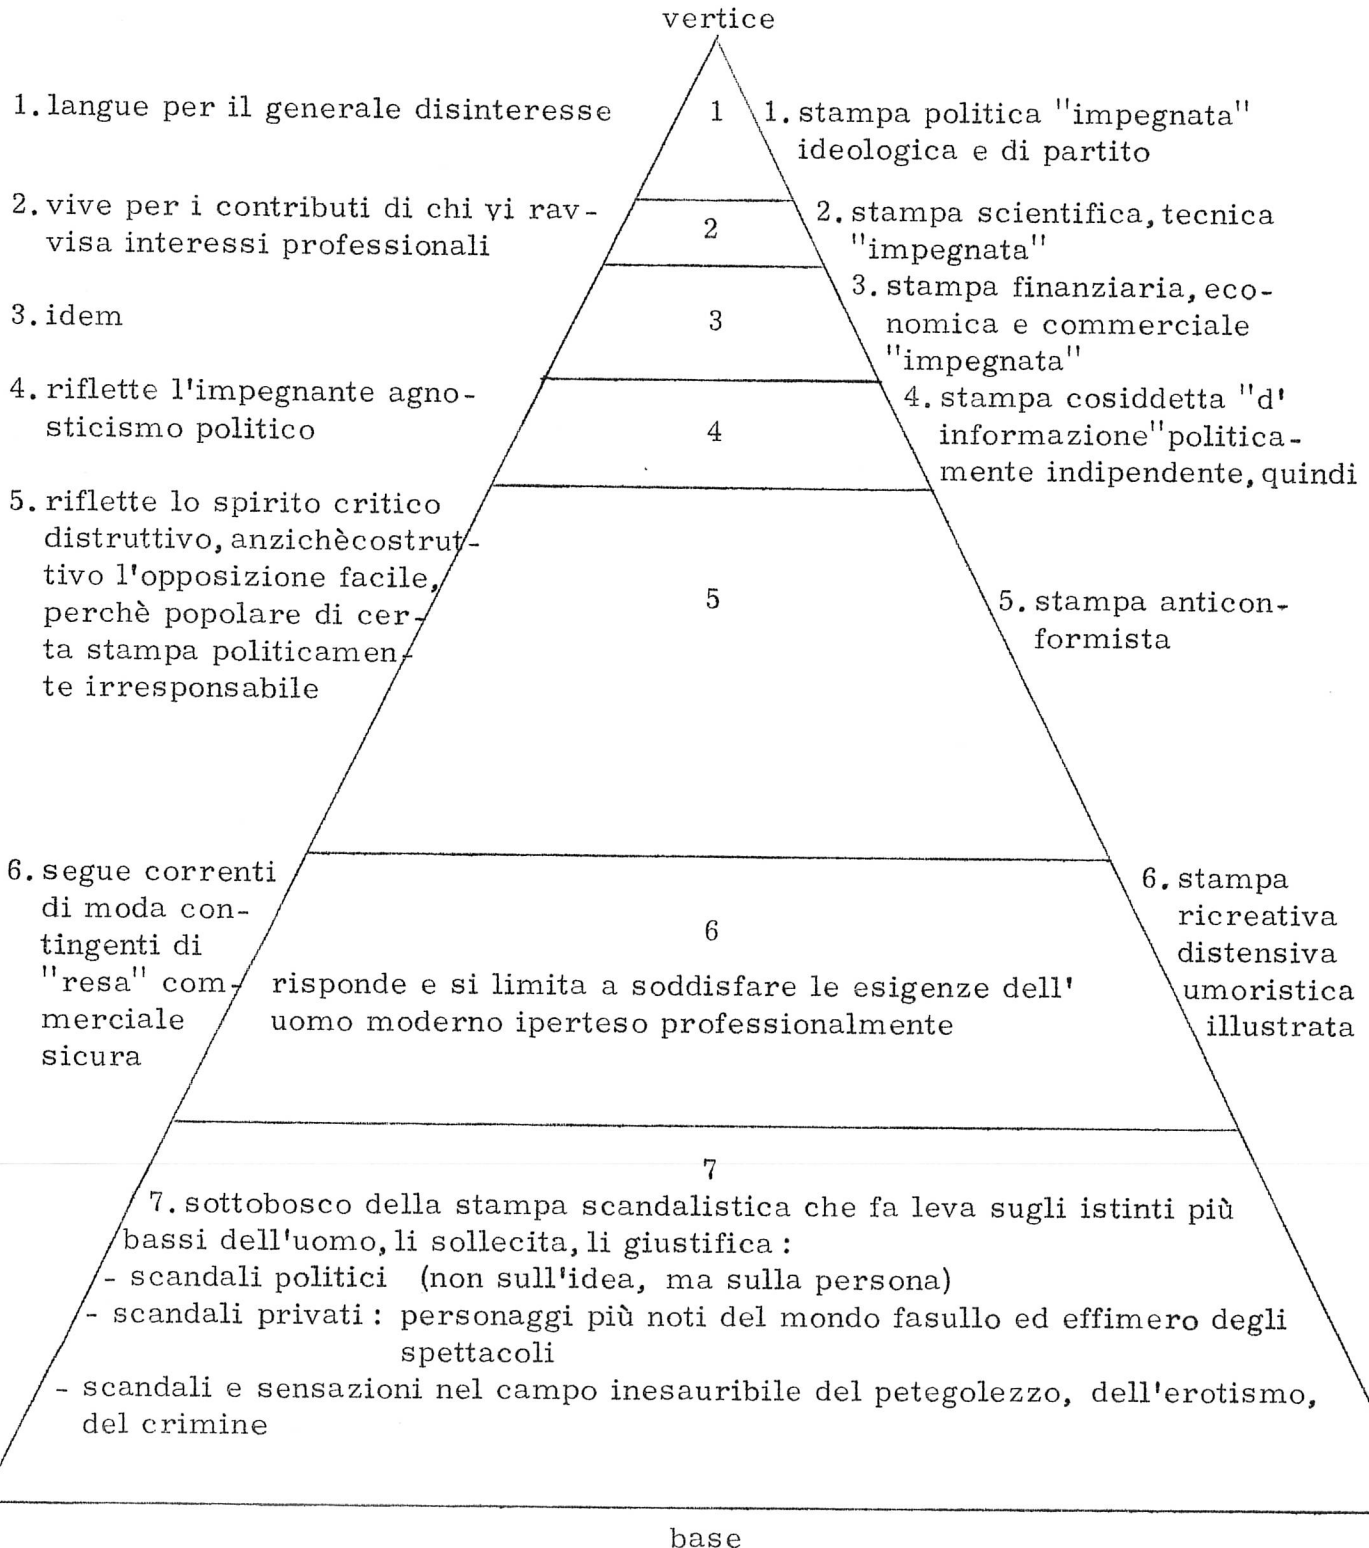 vertice
1. langue per il generale disinteresse
1
1. stampa politica "impegnata"
ideologica e di partito
2. vive per i contributi di chi vi rav-
visa interessi professionali
2
2. stampa scientifica, tecnica
"impegnata"
3. idem
3
3. stampa finanziaria, eco-
nomica e commerciale
"impegnata"
4. riflette l'impegnante agno-
sticismo politico
4
4. stampa cosiddetta "d'
informazione" politica-
mente indipendente, quindi
5. riflette lo spirito critico
distruttivo, anzichècostrut-
tivo l'opposizione facile,
perchè popolare di cer-
ta stampa politicamen-
te irresponsabile
5
5. stampa anticon-
formista
6. segue correnti
di moda con-
tingenti di
"resa" com-
merciale
sicura
6
risponde e si limita a soddisfare le esigenze dell'
uomo moderno iperteso professionalmente
6. stampa
ricreativa
distensiva
umoristica
illustrata
7
7. sottobosco della stampa scandalistica che fa leva sugli istinti più
bassi dell'uomo, li sollecita, li giustifica :
- scandali politici (non sull'idea, ma sulla persona)
- scandali privati : personaggi più noti del mondo fasullo ed effimero degli
spettacoli
- scandali e sensazioni nel campo inesauribile del petegolezzo, dell'erotismo,
del crimine
base